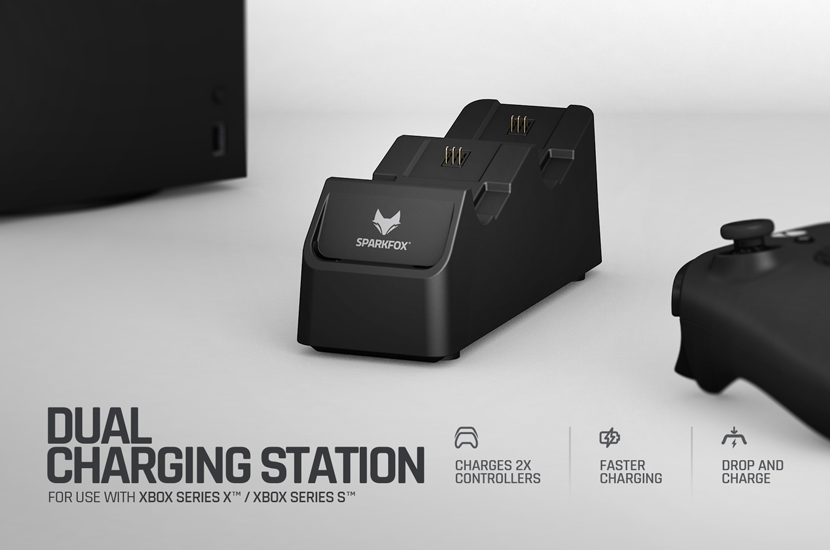 SPARKFOX®
DUAL
CHARGING STATION
FOR USE WITH XBOX SERIES X™ / XBOX SERIES S™
CHARGES 2X
CONTROLLERS
FASTER
CHARGING
DROP AND
CHARGE